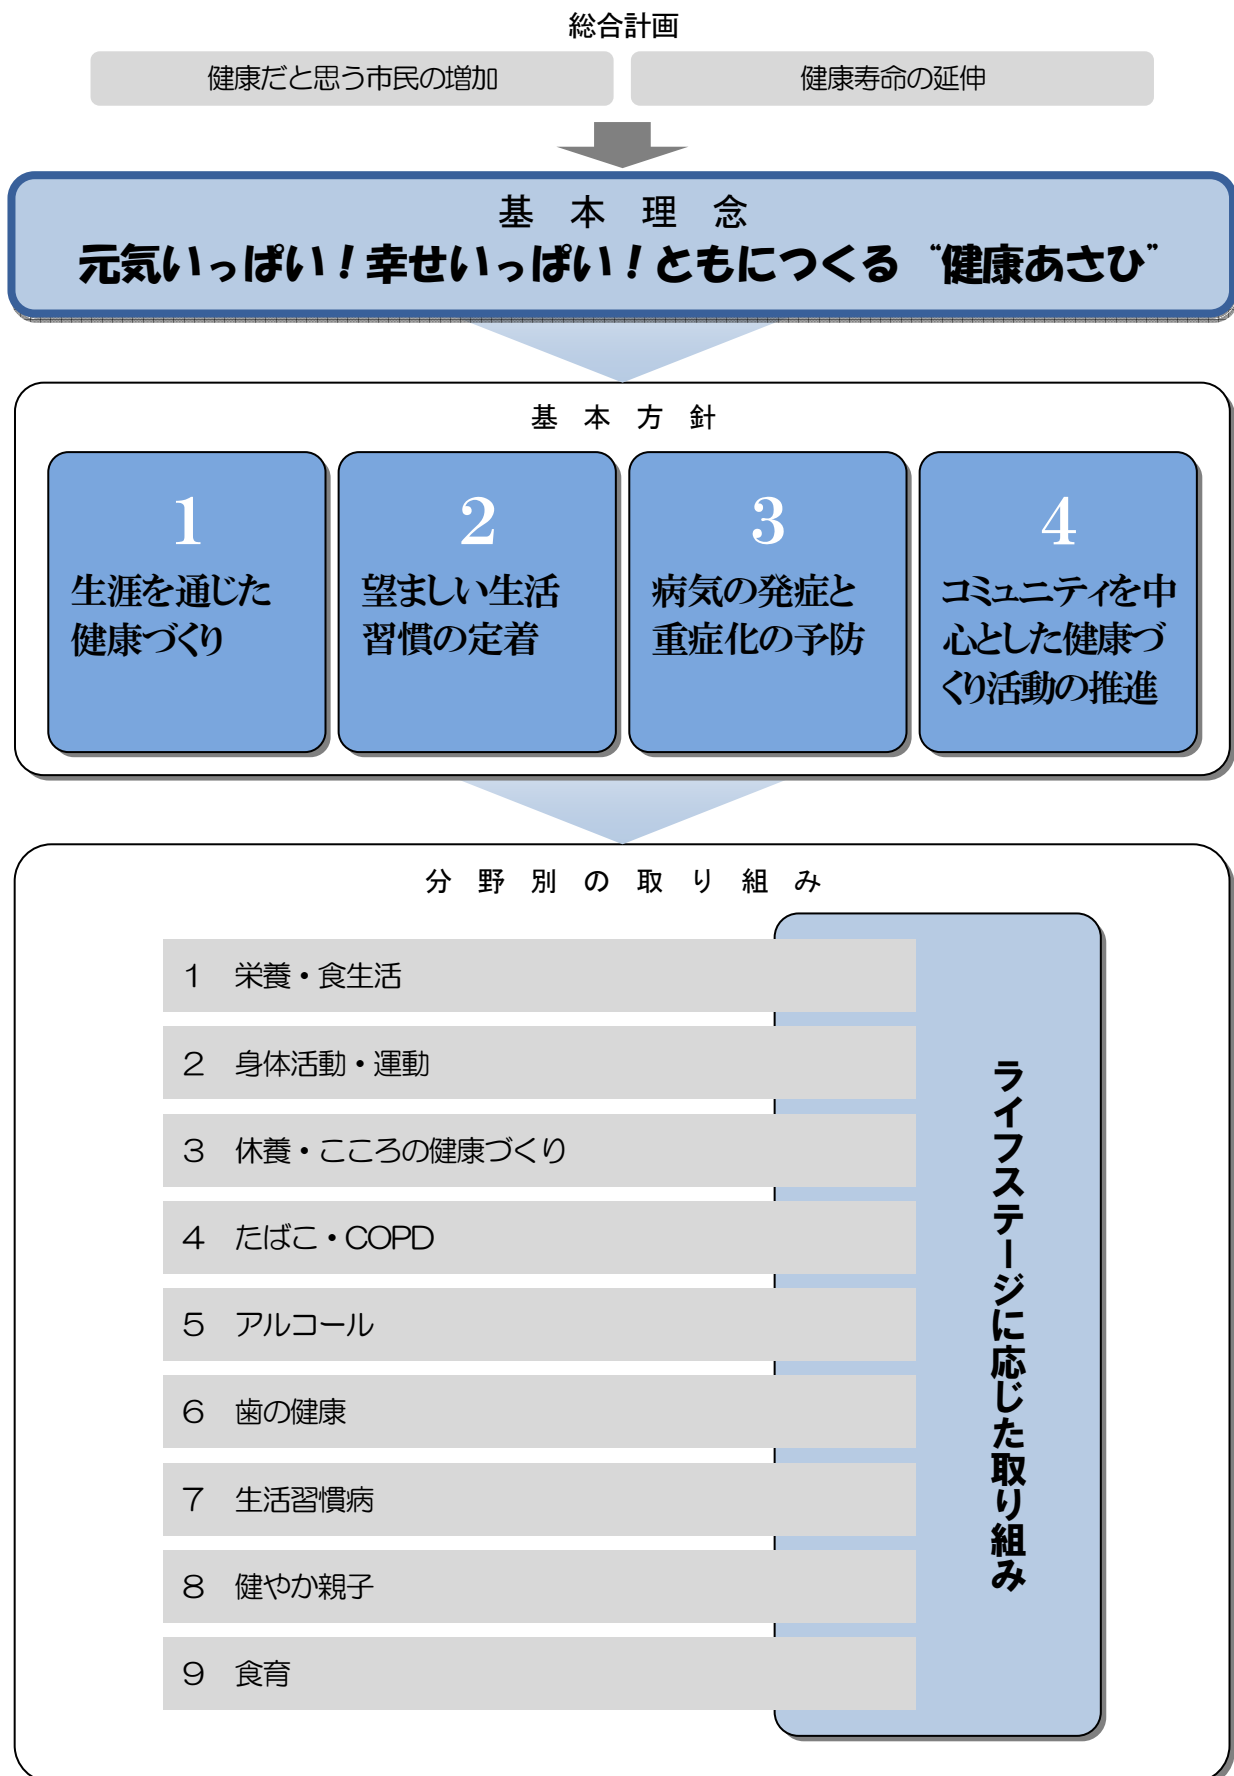 総合計画
健康だと思う市民の増加
健康寿命の延伸
基本理念
元気いっぱい！幸せいっぱい！ともにつくる “健康あさひ”
基本方針
1
生涯を通じた
健康づくり
2
望ましい生活
習慣の定着
3
病気の発症と
重症化の予防
4
コミュニティを中
心とした健康づ
くり活動の推進
分野別の取り組み
1 栄養・食生活
2 身体活動・運動
3 休養・こころの健康づくり
4 たばこ・COPD
5 アルコール
6 歯の健康
7 生活習慣病
8 健やか親子
9 食育
ライフステージに応じた取り組み